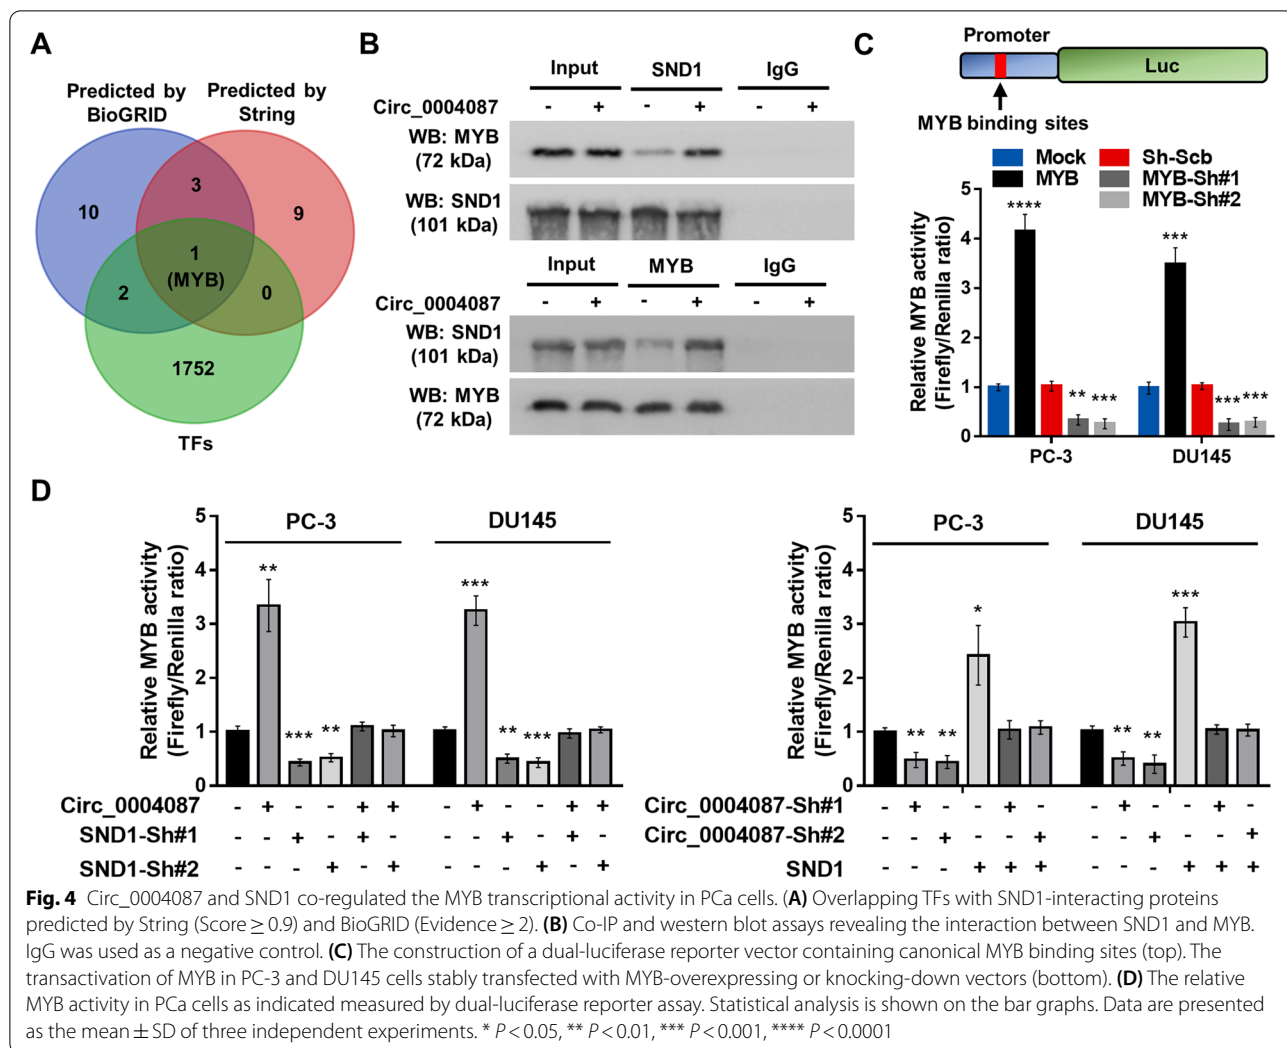 A
Predicted by
BioGRID
Predicted by
String
10
3
9
1
(MYB)
2
0
1752
TFs
B
Input SND1 IgG
Circ_0004087 - + - + - +
WB: MYB
(72 kDa)
WB: SND1
(101 kDa)
Input MYB IgG
Circ_0004087 - + - + - +
WB: SND1
(101 kDa)
WB: MYB
(72 kDa)
C
Promoter
Luc
MYB binding sites
Mock Sh-Scb
MYB MYB-Sh#1
MYB-Sh#2
Relative MYB activity
(Firefly/Renilla ratio)
5
4
3
2
1
0
**** ** *** *** *** ***
PC-3 DU145
D
PC-3 DU145
Relative MYB activity
(Firefly/Renilla ratio)
5
4
3
2
1
0
** *** ** *** ** ***
Circ_0004087 - + - - + + - + - - + +
SND1-Sh#1 - - + - + - - - + - + -
SND1-Sh#2 - - - + - + - - - + - +
PC-3 DU145
Relative MYB activity
(Firefly/Renilla ratio)
5
4
3
2
1
0
** ** * ** ** ***
Circ_0004087-Sh#1 - + - - + - - + - - + -
Circ_0004087-Sh#2 - - + - - + - - + - - +
SND1 - - - + + + - - - + + +
Fig. 4 Circ_0004087 and SND1 co-regulated the MYB transcriptional activity in PCa cells. (A) Overlapping TFs with SND1-interacting proteins
predicted by String (Score ≥ 0.9) and BioGRID (Evidence ≥ 2). (B) Co-IP and western blot assays revealing the interaction between SND1 and MYB.
IgG was used as a negative control. (C) The construction of a dual-luciferase reporter vector containing canonical MYB binding sites (top). The
transactivation of MYB in PC-3 and DU145 cells stably transfected with MYB-overexpressing or knocking-down vectors (bottom). (D) The relative
MYB activity in PCa cells as indicated measured by dual-luciferase reporter assay. Statistical analysis is shown on the bar graphs. Data are presented
as the mean ± SD of three independent experiments. * P < 0.05, ** P < 0.01, *** P < 0.001, **** P < 0.0001